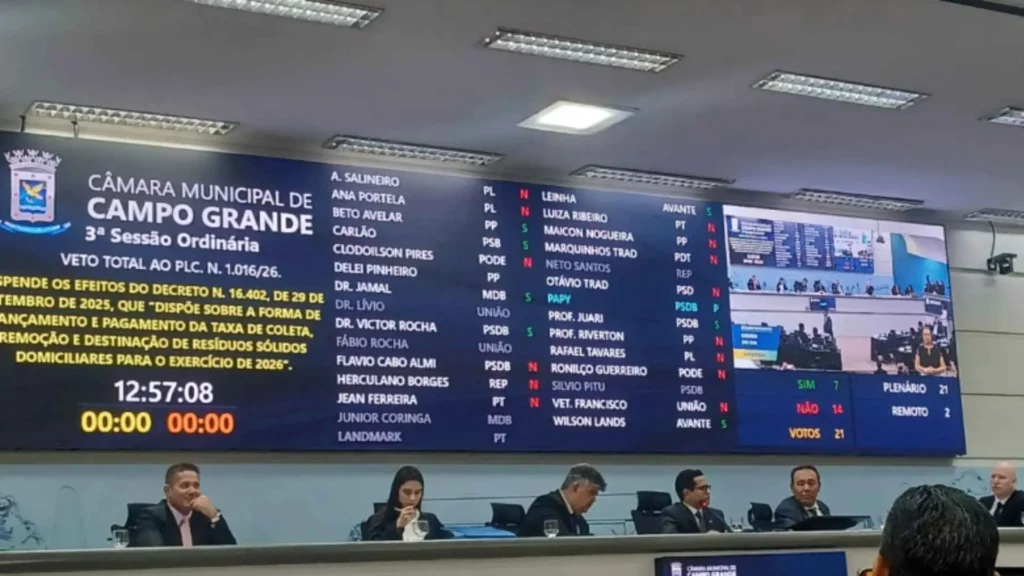 CÂMARA MUNICIPAL DE
CAMPO GRANDE
3ª Sessão Ordinária
VETO TOTAL AO PLC. N. 1.016/26.
SPENDE OS EFEITOS DO DECRETO N. 16.402, DE 29 DE
TEMBRO DE 2025, QUE "DISPÕE SOBRE A FORMA DE
ANÇAMENTO E PAGAMENTO DA TAXA DE COLETA,
REMOÇÃO E DESTINAÇÃO DE RESÍDUOS SÓLIDOS
DOMICILIARES PARA O EXERCÍCIO DE 2026".
12:57:08
00:00 00:00
A. SALINEIRO PL N
ANA PORTELA PL N
BETO AVELAR PP S
CARLÃO PSB S
CLODOILSON PIRES PODE N
DELEI PINHEIRO PP
DR. JAMAL MDB S
DR. LÍVIO UNIÃO
DR. VICTOR ROCHA PSDB S
FÁBIO ROCHA UNIÃO
FLAVIO CABO ALMI PSDB N
HERCULANO BORGES REP N
JEAN FERREIRA PT N
JUNIOR CORINGA MDB
LANDMARK PT
LEINHA AVANTE S
LUIZA RIBEIRO PT N
MAICON NOGUEIRA PP N
MARQUINHOS TRAD PDT N
NETO SANTOS REP
OTÁVIO TRAD PSD N
PAPY PSDB P
PROF. JUARI PSDB S
PROF. RIVERTON PP N
RAFAEL TAVARES PL N
RONILÇO GUERREIRO PODE N
SILVIO PITU PSDB
VET. FRANCISCO UNIÃO N
WILSON LANDS AVANTE S
SIM 7
NÃO 14
VOTOS 21
PLENÁRIO 21
REMOTO 2
CÂMARA MUNICIPAL DE
CAMPO GRANDE